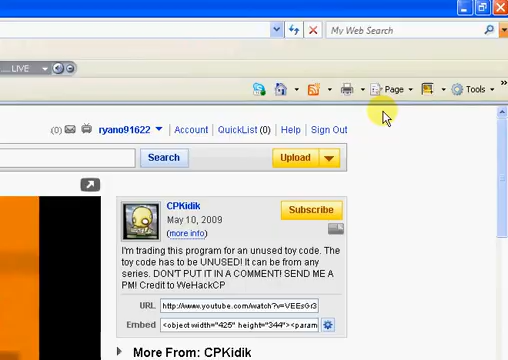 My Web Search
... LIVE
Page
Tools
(0)
ryano91622
Account
QuickList (0)
Help
Sign Out
Search
Upload
CPKidik
May 10, 2009
(more info)
Subscribe
I'm trading this program for an unused toy code. The
toy code has to be UNUSED! It can be from any
series. DON'T PUT IT IN A COMMENT! SEND ME A
PM! Credit to WeHackCP
URL
http://www.youtube.com/watch?v=VEEsGr3
Embed
<object width="425" height="344"><param
More From: CPKidik